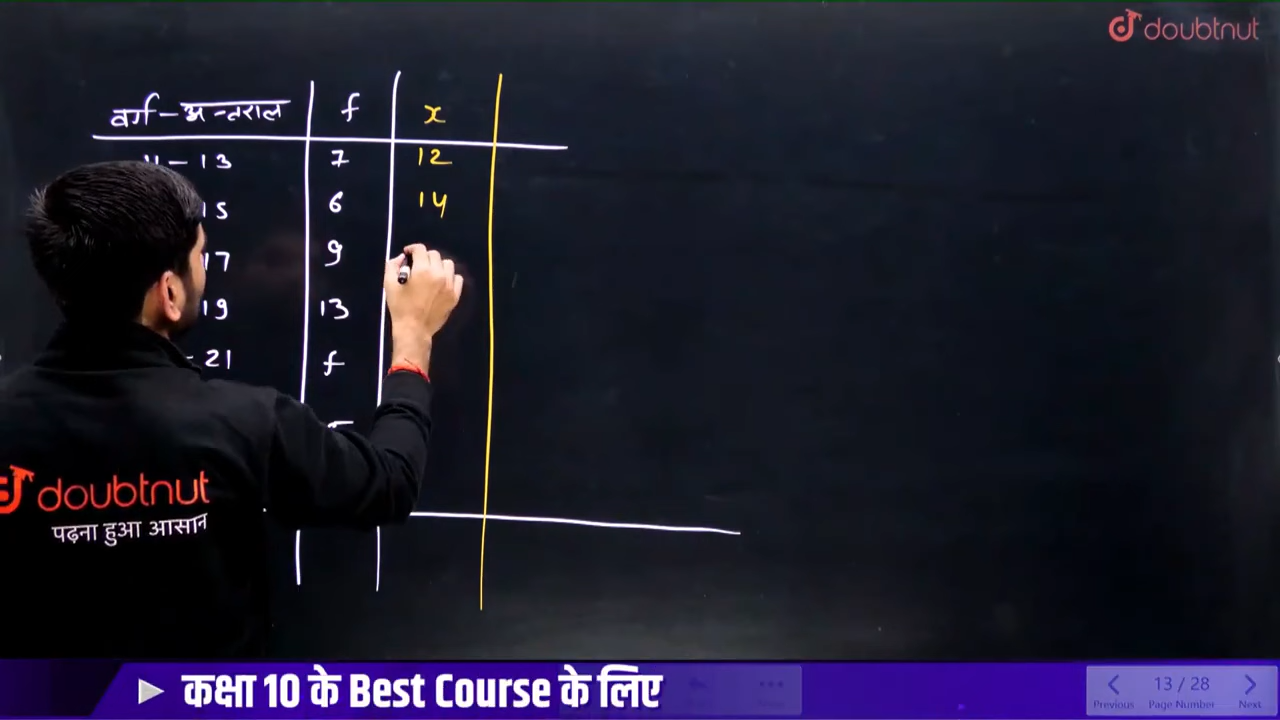 doubtnut
वर्ग-अन्तराल f x
11-13 7 12
15 6 14
17 9
19 13
- 21 f
doubtnut
पढ़ना हुआ आसान
कक्षा 10 के Best Course के लिए
13 / 28
Previous Page Number Next